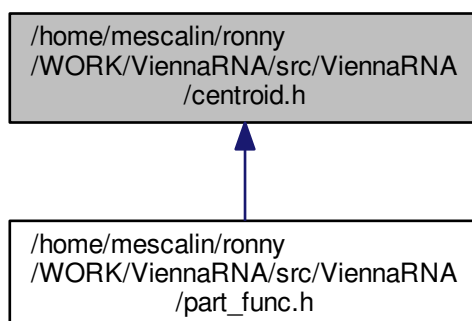 /home/mescalin/ronny
/WORK/ViennaRNA/src/ViennaRNA
/centroid.h
/home/mescalin/ronny
/WORK/ViennaRNA/src/ViennaRNA
/part_func.h